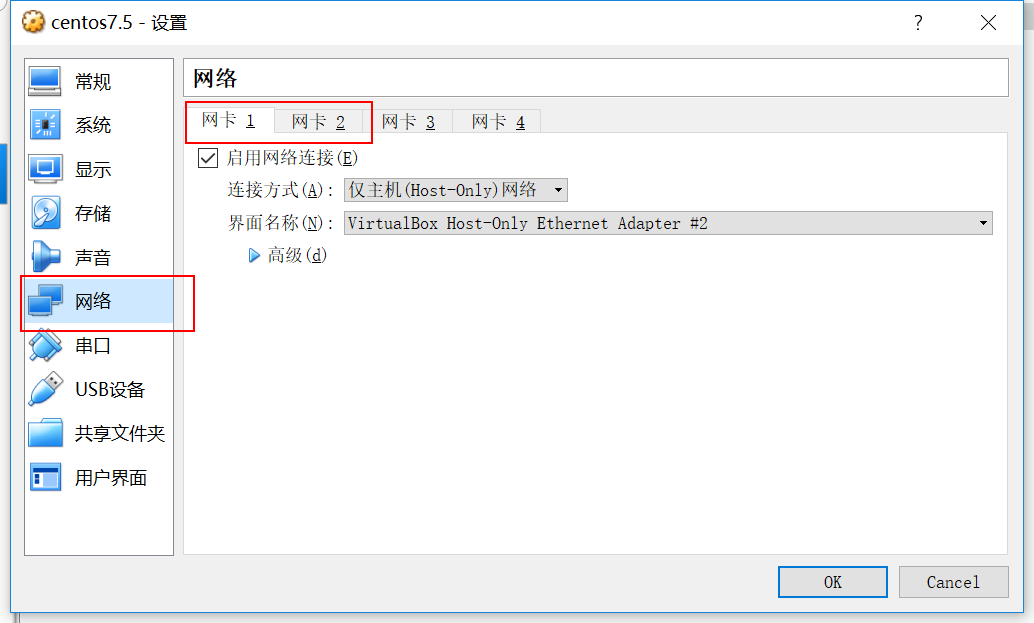 centos7.5 - 设置
?
常规
系统
显示
存储
声音
网络
串口
USB设备
共享文件夹
用户界面
网络
网卡 1 网卡 2 网卡 3 网卡 4
启用网络连接(E)
连接方式(A): 仅主机(Host-Only)网络
界面名称(N): VirtualBox Host-Only Ethernet Adapter #2
高级(d)
OK Cancel